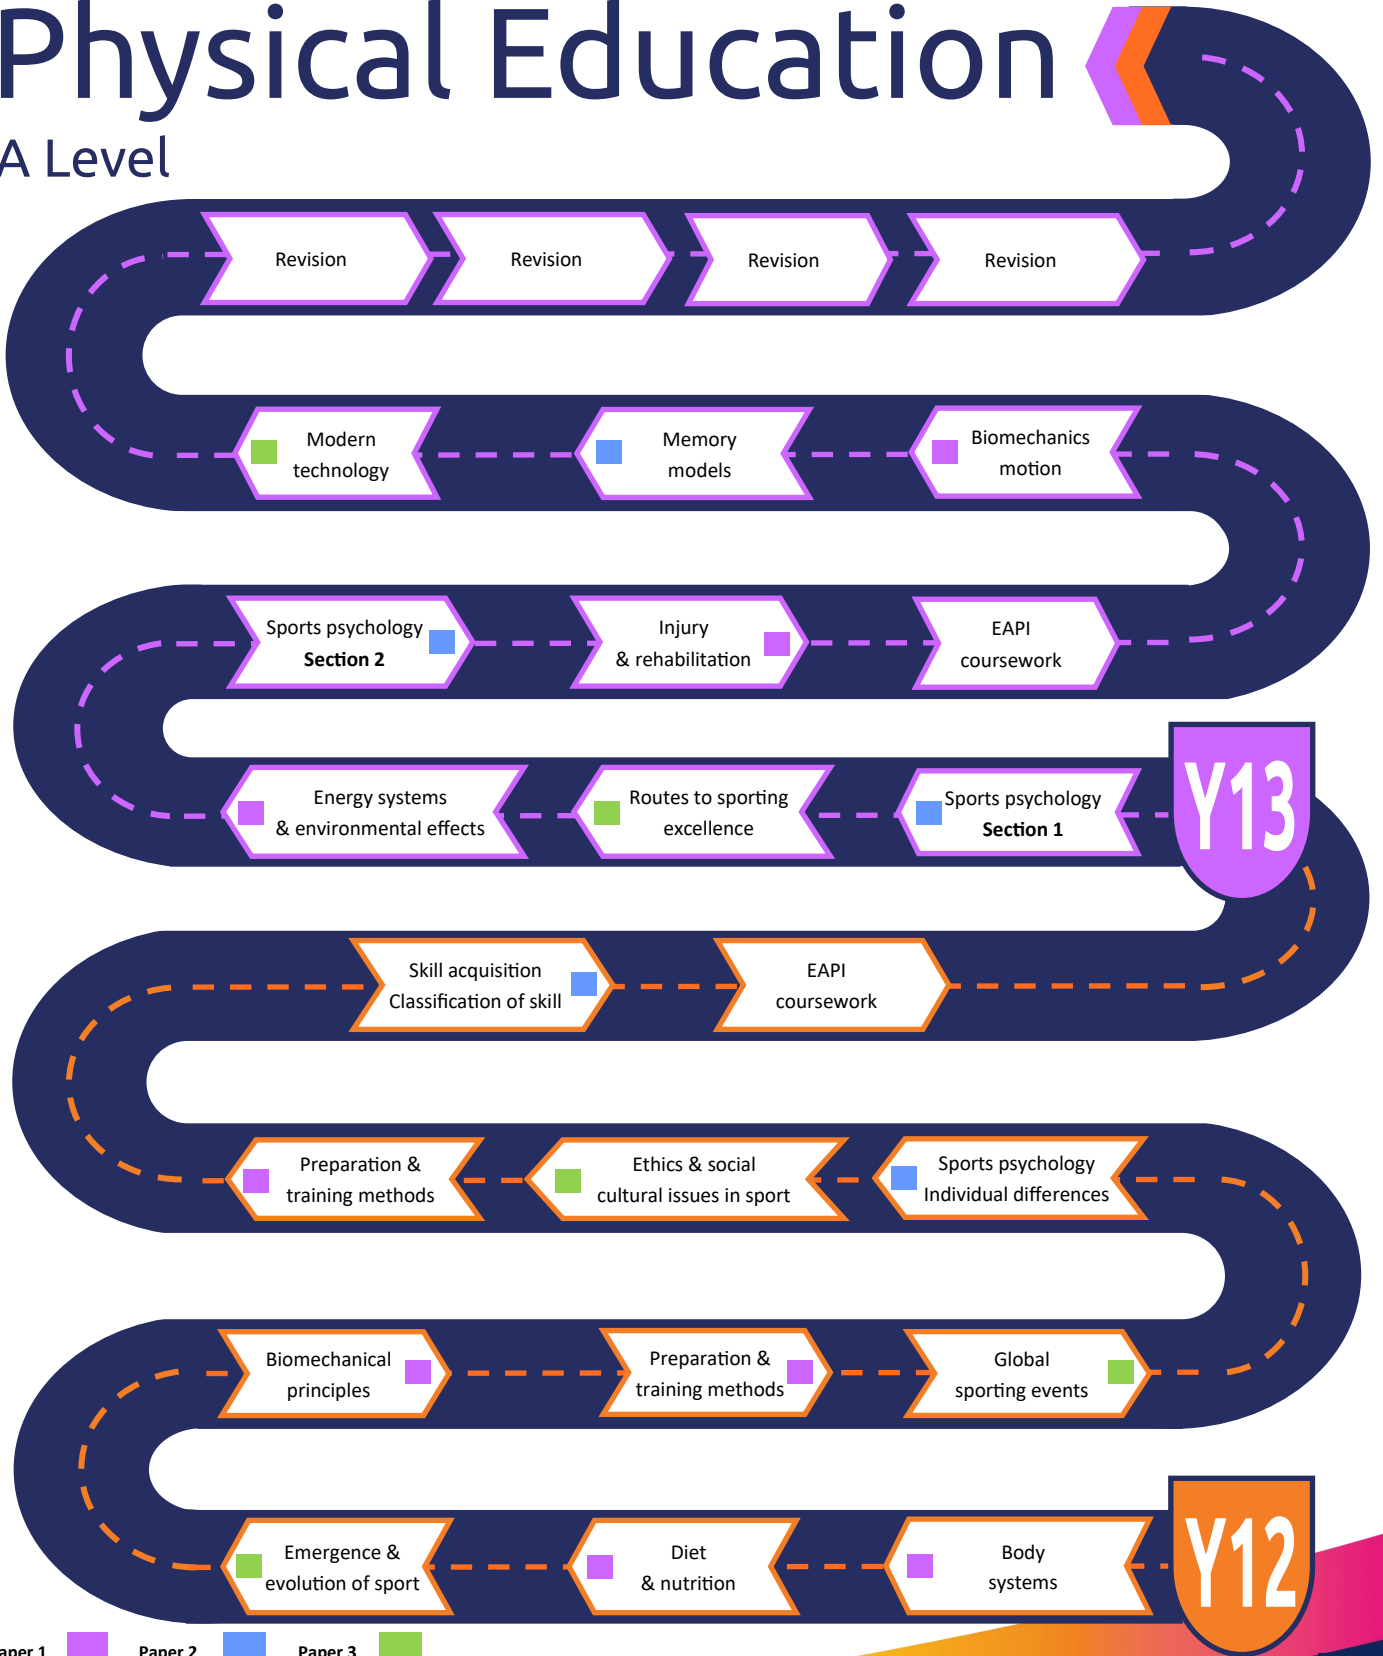 Physical Education
A Level
Revision
Revision
Revision
Revision
Modern
technology
Memory
models
Biomechanics
motion
Sports psychology
Section 2
Injury
& rehabilitation
EAPI
coursework
Energy systems
& environmental effects
Routes to sporting
excellence
Sports psychology
Section 1
Y13
Skill acquisition
Classification of skill
EAPI
coursework
Preparation &
training methods
Ethics & social
cultural issues in sport
Sports psychology
Individual differences
Biomechanical
principles
Preparation &
training methods
Global
sporting events
Emergence &
evolution of sport
Diet
& nutrition
Body
systems
Y12
aper 1
Paper 2
Paper 3